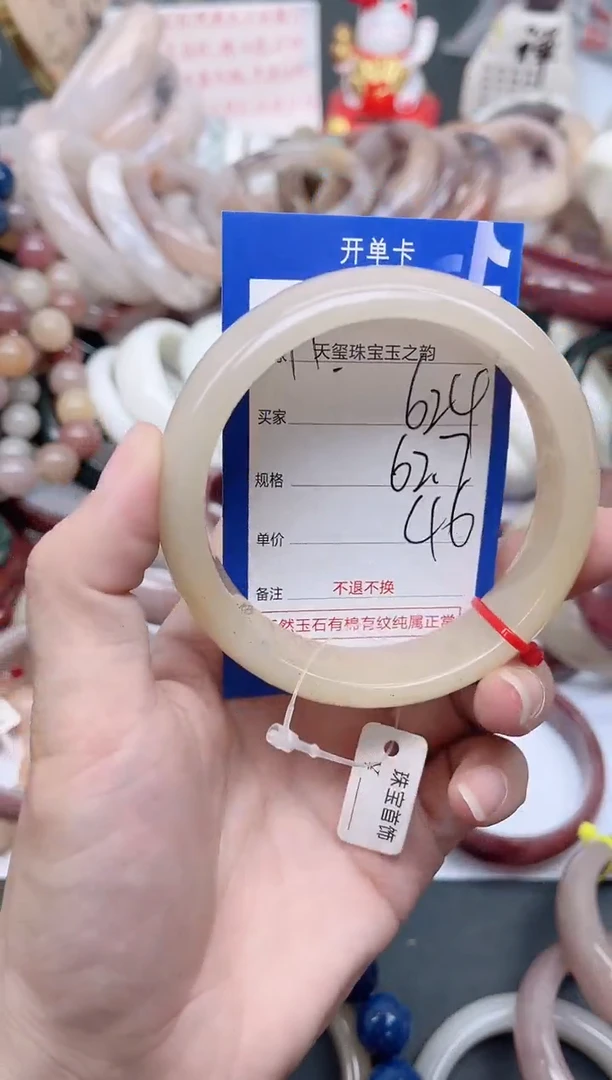 开单卡
天玺珠宝玉之韵
买家 624
规格 62.7
单价 46
备注 不退不换
然玉石有棉有纹纯属正常
珠宝首饰